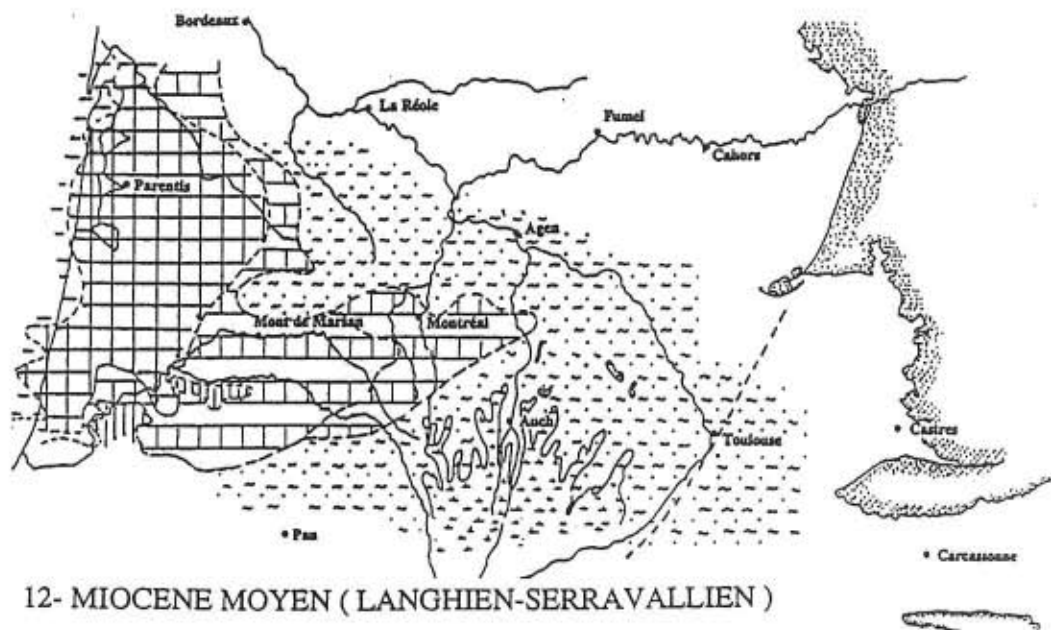 Bordeaux
La Réole
Fumel
Cahors
Parentis
Agen
Mont de Marsan
Montréal
Auch
Toulouse
Castres
Pau
Carcassonne
12- MIOCENE MOYEN ( LANGHIEN-SERRAVALLIEN )